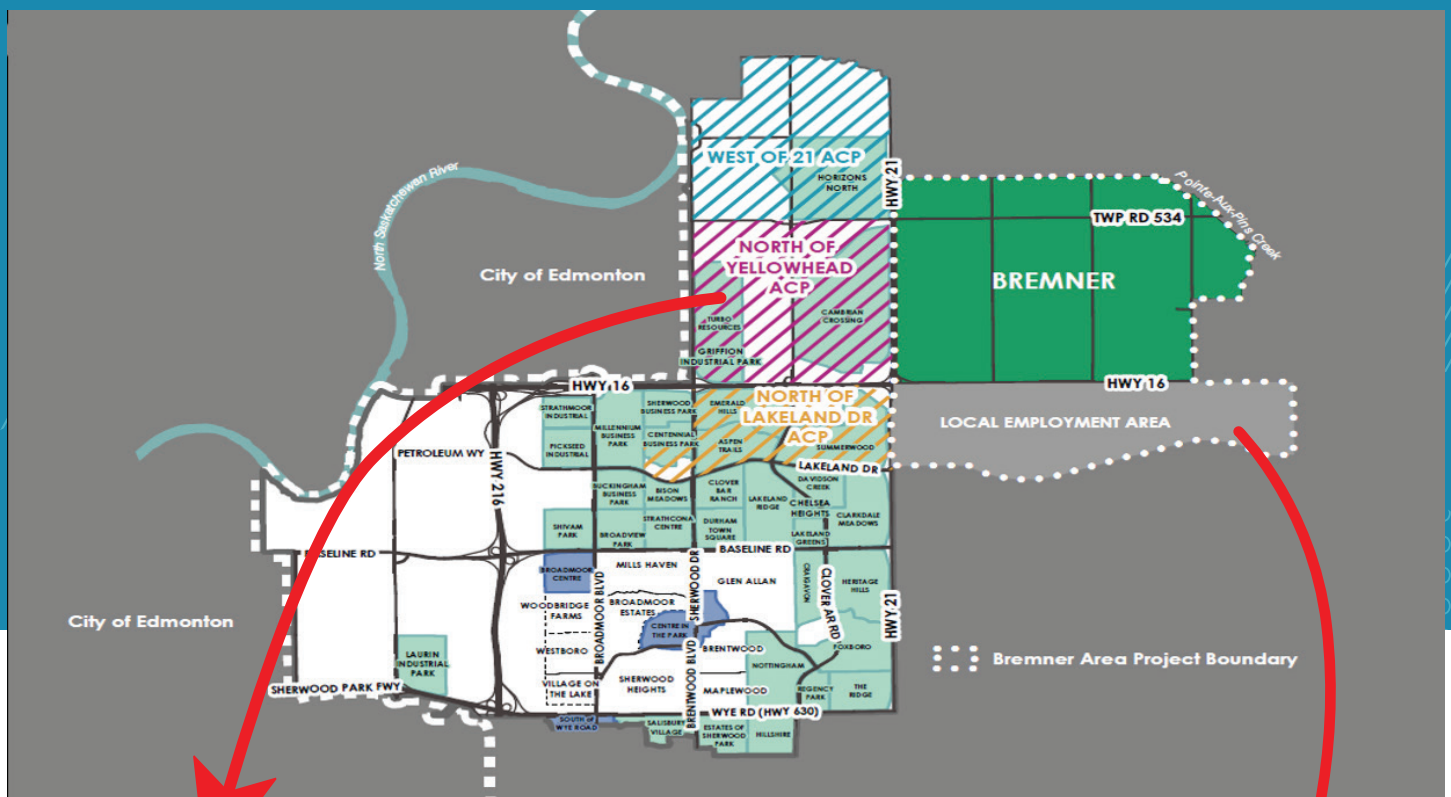 WEST OF 21 ACP
HORIZONS
NORTH
HWY 21
North Saskatchewan River
Pointe-Aux-Pins Creek
TWP RD 534
City of Edmonton
NORTH OF
YELLOWHEAD
ACP
BREMNER
TURBO
RESOURCES
CAMBRIAN
CROSSING
GRIFFION
INDUSTRIAL PARK
HWY 16
HWY 16
STRATHMOOR
INDUSTRIAL
SHERWOOD
BUSINESS PARK
EMERALD
HILLS
NORTH OF
LAKELAND DR
ACP
MILLENNIUM
BUSINESS
PARK
CENTENNIAL
BUSINESS PARK
ASPEN
TRAILS
SUMMERWOOD
LOCAL EMPLOYMENT AREA
PICKSEED
INDUSTRIAL
PETROLEUM WY
HWY 216
LAKELAND DR
BUCKINGHAM
BUSINESS
PARK
BISON
MEADOWS
CLOVER
BAR
RANCH
LAKELAND
RIDGE
DAVIDSON
CREEK
CHELSEA
HEIGHTS
CLARKDALE
MEADOWS
SHIVAM
PARK
BROADVIEW
PARK
STRATHCONA
CENTRE
DURHAM
TOWN
SQUARE
LAKELAND
GREENS
BASELINE RD
BASELINE RD
BROADMOOR
CENTRE
MILLS HAVEN
GLEN ALLAN
CRAIGAVON
HERITAGE
HILLS
BROADMOOR BLVD
SHERWOOD DR
CLOVER AR RD
HWY 21
WOODBRIDGE
FARMS
BROADMOOR
ESTATES
CENTRE IN
THE PARK
City of Edmonton
WESTBORO
BRENTWOOD
FOXBORO
LAURIN
INDUSTRIAL
PARK
NOTTINGHAM
Bremner Area Project Boundary
SHERWOOD PARK FWY
VILLAGE ON
THE LAKE
SHERWOOD
HEIGHTS
BRENTWOOD BLVD
MAPLEWOOD
REGENCY
PARK
THE
RIDGE
WYE RD (HWY 630)
SOUTH of
WYE ROAD
SALISBURY
VILLAGE
ESTATES OF
SHERWOOD
PARK
HILLSHIRE